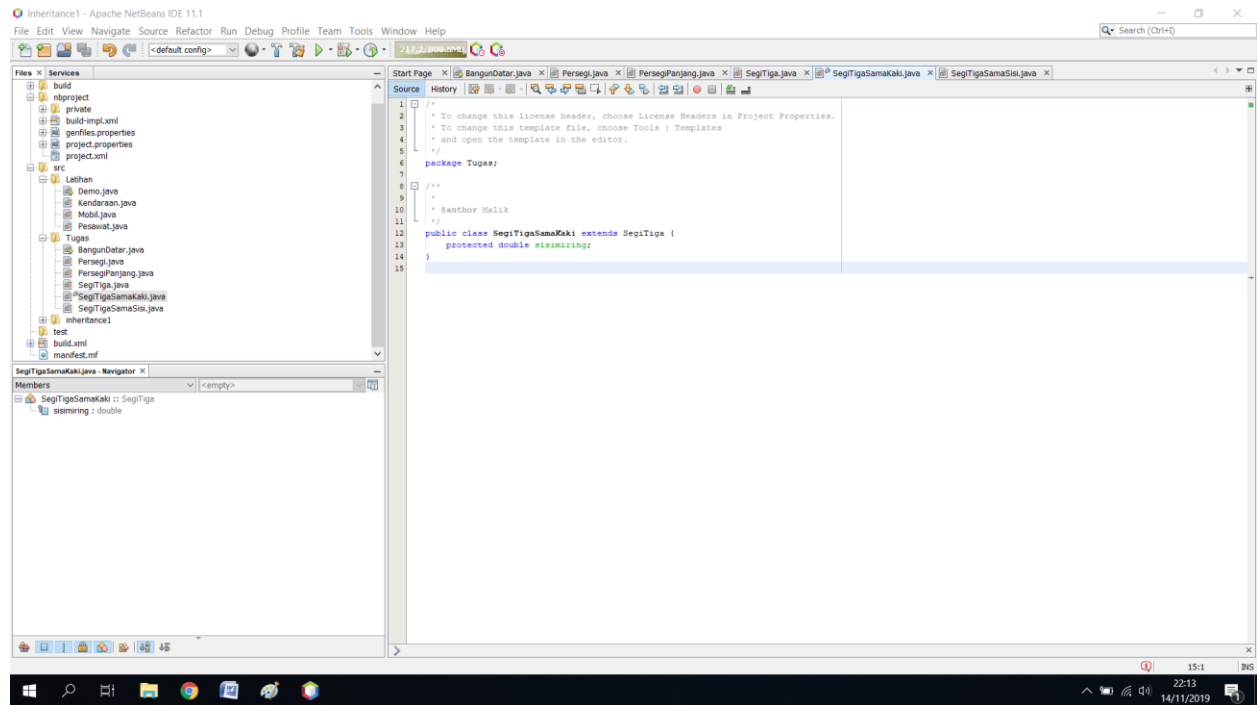 Inheritance1 - Apache NetBeans IDE 11.1
File Edit View Navigate Source Refactor Run Debug Profile Team Tools Window Help
Search (Ctrl+I)
<default config>
Files Services
Start Page BangunDatar.java Persegi.java PersegiPanjang.java SegiTiga.java SegiTigaSamaKaki.java SegiTigaSamaSisi.java
Source History
build
nbproject
private
build-impl.xml
genfiles.properties
project.properties
project.xml
src
Latihan
Demo.java
Kendaraan.java
Mobil.java
Pesawat.java
Tugas
BangunDatar.java
Persegi.java
PersegiPanjang.java
SegiTiga.java
SegiTigaSamaKaki.java
SegiTigaSamaSisi.java
inheritance1
test
build.xml
manifest.mf
1 /*
2 * To change this license header, choose License Headers in Project Properties.
3 * To change this template file, choose Tools | Templates
4 * and open the template in the editor.
5 */
6 package Tugas;
7
8 /**
9 *
10 * @author Malik
11 */
12 public class SegiTigaSamaKaki extends SegiTiga {
13 protected double sisimiring;
14 }
15
SegiTigaSamaKaki.java - Navigator
Members <empty>
SegiTigaSamaKaki :: SegiTiga
sisimiring : double
15:1 INS
22:13
14/11/2019